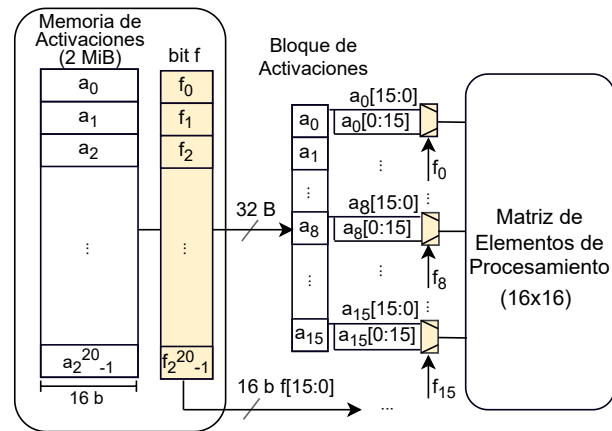 Memoria de
Activaciones
(2 MiB)
bit f
a0
a1
a2
⋮
a2^20-1
16 b
f0
f1
f2
⋮
f2^20-1
32 B
16 b f[15:0]
...
Bloque de
Activaciones
a0
a1
⋮
a8
⋮
a15
a0[15:0]
a0[0:15]
f0
⋮
⋮
a8[15:0]
a8[0:15]
f8
⋮
⋮
a15[15:0]
a15[0:15]
f15
Matriz de
Elementos de
Procesamiento
(16x16)